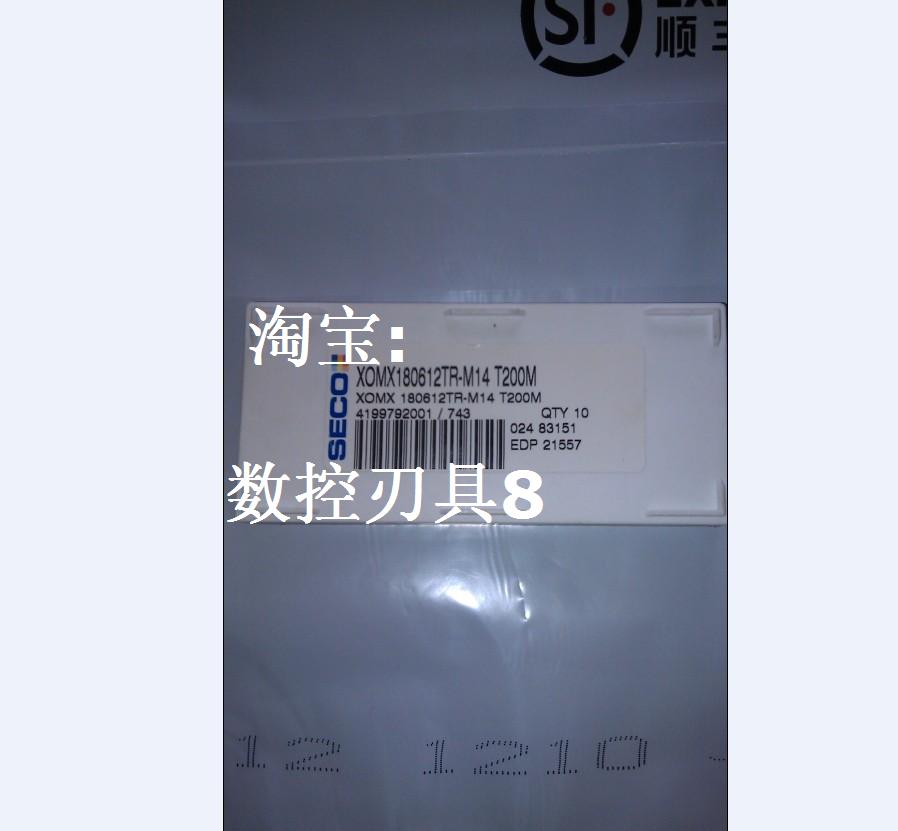 SF
顺
淘宝:
SECO
XOMX180612TR-M14 T200M
XOMX 180612TR-M14 T200M
4199792001 / 743 QTY 10
024 83151
EDP 21557
数控刃具8
12 1210